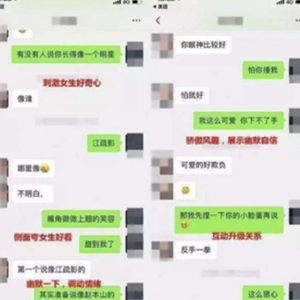 有没有人说你长得像一个明星
刺激女生好奇心
像谁
江疏影
哪里像
不明白,
嘴角微微上翘的笑容
侧面夸女生好看
甜到我了
第一个说像江疏影的
幽默一下，调动情绪
其实准备说像赵本山的
你眼神比较好
怕你捶我
怕就好
我这么可爱 你下不了手
骄傲风趣，展示幽默自信
可爱的好欺负
那我先捏一下你的小脸蛋再说
互动升级关系
反手一拳
这么狠心